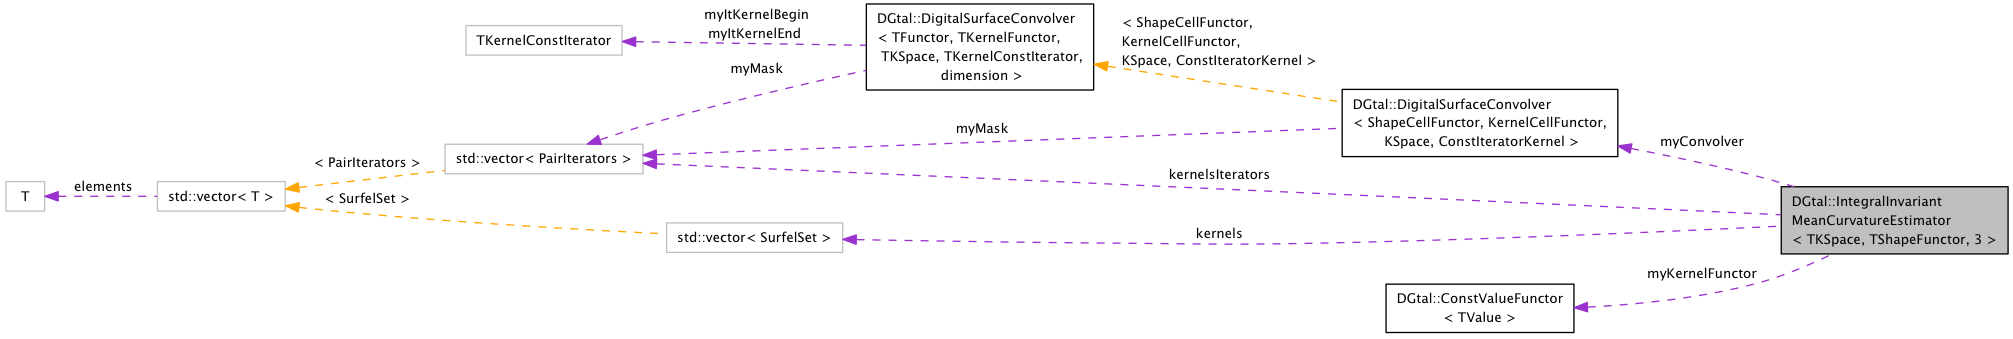 myItKernelBegin
myItKernelEnd
TKernelConstIterator
DGtal::DigitalSurfaceConvolver
< TFunctor, TKernelFunctor,
TKSpace, TKernelConstIterator,
dimension >
< ShapeCellFunctor,
KernelCellFunctor,
KSpace, ConstIteratorKernel >
myMask
DGtal::DigitalSurfaceConvolver
< ShapeCellFunctor, KernelCellFunctor,
KSpace, ConstIteratorKernel >
myMask
myConvolver
std::vector< PairIterators >
< PairIterators >
kernelsIterators
T
elements
std::vector< T >
< SurfelSet >
DGtal::IntegralInvariant
MeanCurvatureEstimator
< TKSpace, TShapeFunctor, 3 >
std::vector< SurfelSet >
kernels
myKernelFunctor
DGtal::ConstValueFunctor
< TValue >